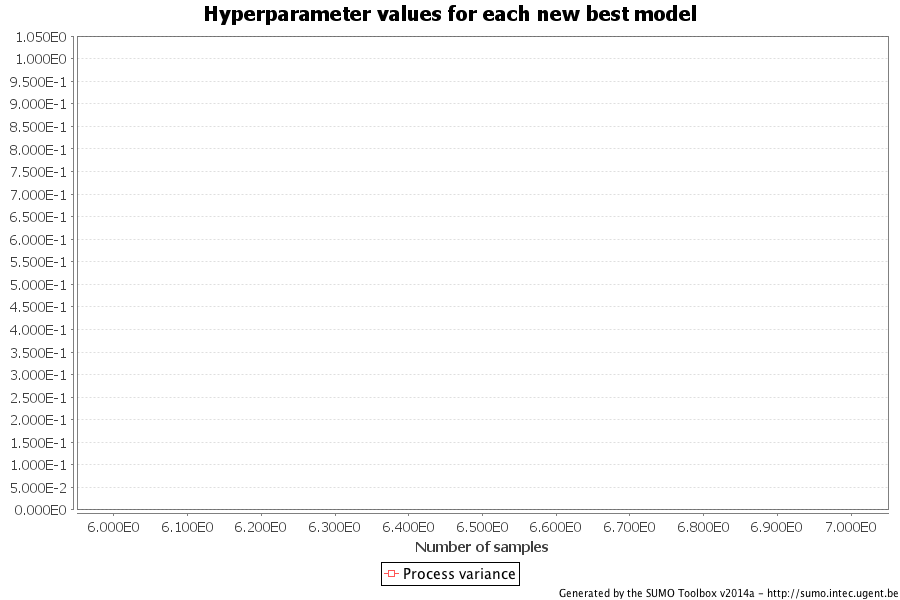 Hyperparameter values for each new best model
1.050E0
1.000E0
9.500E-1
9.000E-1
8.500E-1
8.000E-1
7.500E-1
7.000E-1
6.500E-1
6.000E-1
5.500E-1
5.000E-1
4.500E-1
4.000E-1
3.500E-1
3.000E-1
2.500E-1
2.000E-1
1.500E-1
1.000E-1
5.000E-2
0.000E0
6.000E0 6.100E0 6.200E0 6.300E0 6.400E0 6.500E0 6.600E0 6.700E0 6.800E0 6.900E0 7.000E0
Number of samples
Process variance
Generated by the SUMO Toolbox v2014a - http://sumo.intec.ugent.be